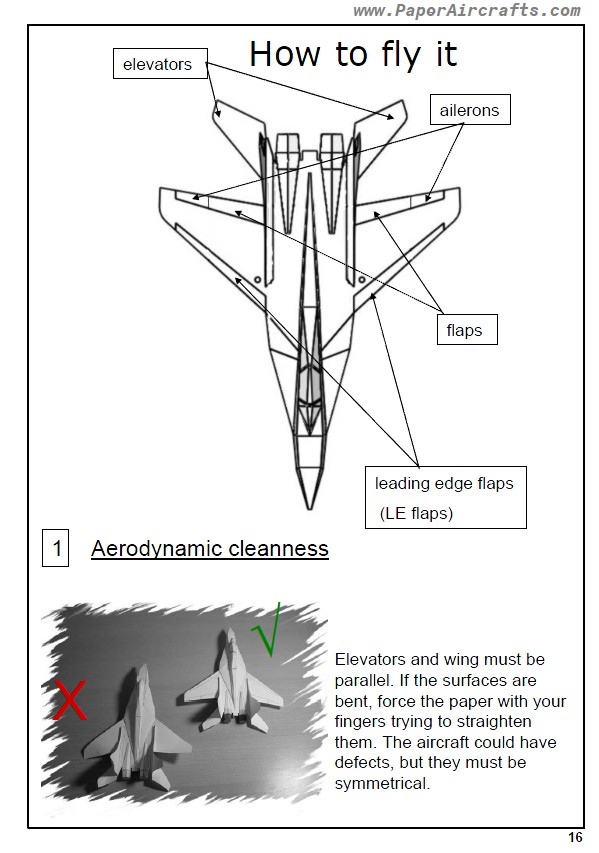 www.PaperAircrafts.com
How to fly it
elevators
ailerons
flaps
leading edge flaps
(LE flaps)
1 Aerodynamic cleanness
X √
Elevators and wing must be
parallel. If the surfaces are
bent, force the paper with your
fingers trying to straighten
them. The aircraft could have
defects, but they must be
symmetrical.
16